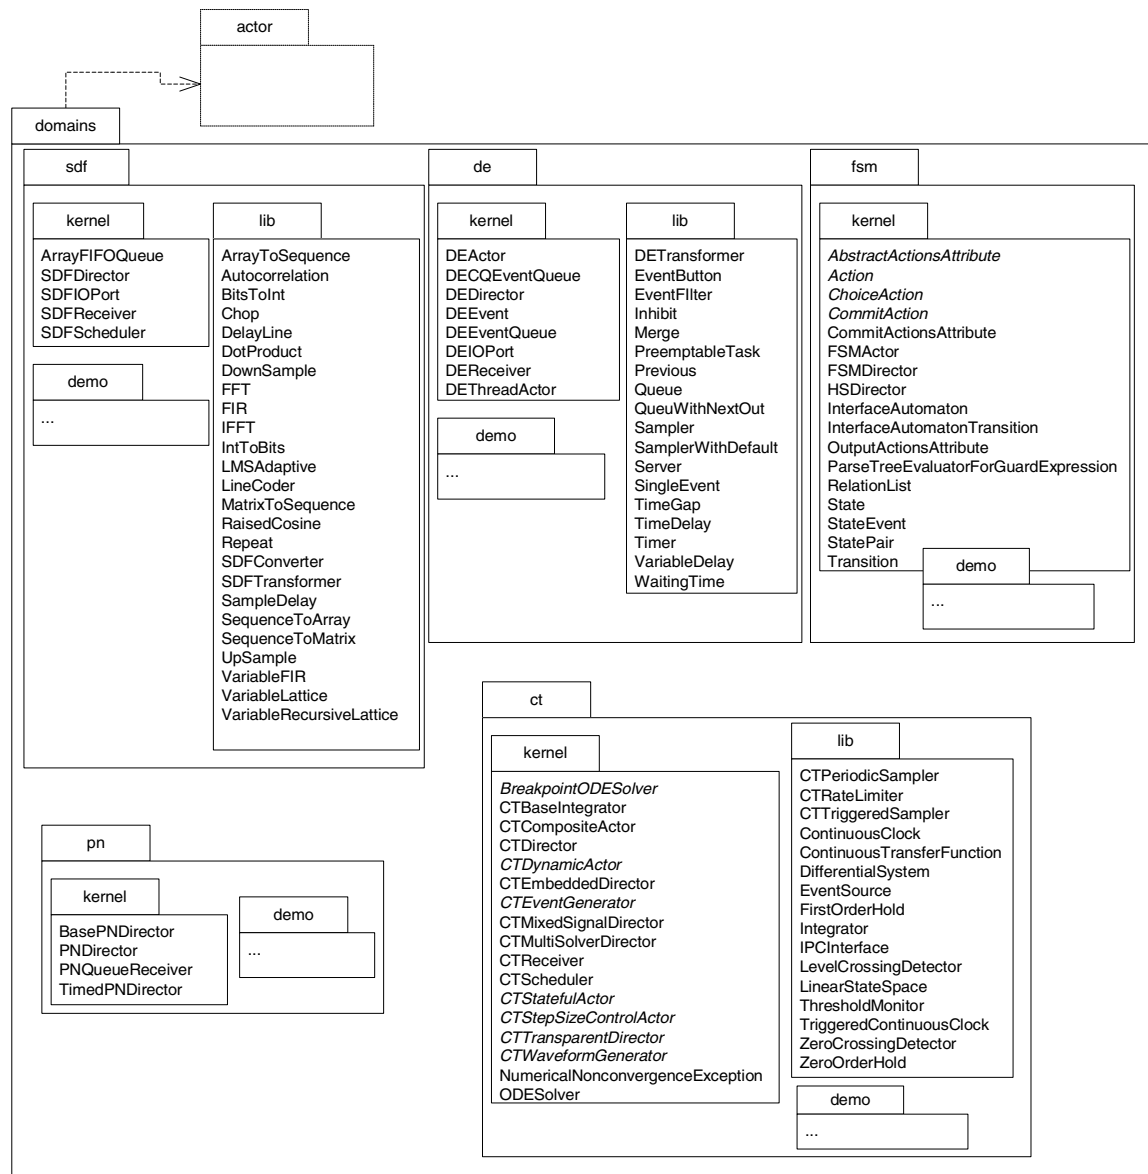 actor
domains
sdf
kernel
ArrayFIFOQueue
SDFDirector
SDFIOPort
SDFReceiver
SDFScheduler
demo
...
lib
ArrayToSequence
Autocorrelation
BitsToInt
Chop
DelayLine
DotProduct
DownSample
FFT
FIR
IFFT
IntToBits
LMSAdaptive
LineCoder
MatrixToSequence
RaisedCosine
Repeat
SDFConverter
SDFTransformer
SampleDelay
SequenceToArray
SequenceToMatrix
UpSample
VariableFIR
VariableLattice
VariableRecursiveLattice
de
kernel
DEActor
DECQEventQueue
DEDirector
DEEvent
DEEventQueue
DEIOPort
DEReceiver
DEThreadActor
demo
...
lib
DETransformer
EventButton
EventFIlter
Inhibit
Merge
PreemptableTask
Previous
Queue
QueuWithNextOut
Sampler
SamplerWithDefault
Server
SingleEvent
TimeGap
TimeDelay
Timer
VariableDelay
WaitingTime
fsm
kernel
AbstractActionsAttribute
Action
ChoiceAction
CommitAction
CommitActionsAttribute
FSMActor
FSMDirector
HSDirector
InterfaceAutomaton
InterfaceAutomatonTransition
OutputActionsAttribute
ParseTreeEvaluatorForGuardExpression
RelationList
State
StateEvent
StatePair
Transition
demo
...
pn
kernel
BasePNDirector
PNDirector
PNQueueReceiver
TimedPNDirector
demo
...
ct
kernel
BreakpointODESolver
CTBaseIntegrator
CTCompositeActor
CTDirector
CTDynamicActor
CTEmbeddedDirector
CTEventGenerator
CTMixedSignalDirector
CTMultiSolverDirector
CTReceiver
CTScheduler
CTStatefulActor
CTStepSizeControlActor
CTTransparentDirector
CTWaveformGenerator
NumericalNonconvergenceException
ODESolver
lib
CTPeriodicSampler
CTRateLimiter
CTTriggeredSampler
ContinuousClock
ContinuousTransferFunction
DifferentialSystem
EventSource
FirstOrderHold
Integrator
IPCInterface
LevelCrossingDetector
LinearStateSpace
ThresholdMonitor
TriggeredContinuousClock
ZeroCrossingDetector
ZeroOrderHold
demo
...